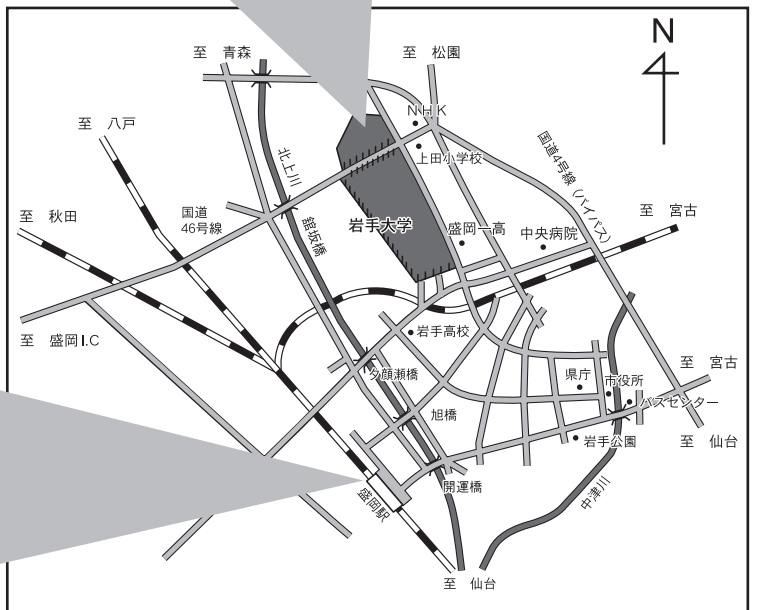 N
至 青森
至 松園
NHK
至 八戸
上田小学校
国道4号線（バイパス）
北上川
至 秋田
国道
46号線
館坂橋
岩手大学
盛岡一高
中央病院
至 宮古
至 盛岡I.C
岩手高校
夕顔瀬橋
県庁
市役所
至 宮古
バスセンター
旭橋
岩手公園
至 仙台
開運橋
盛岡駅
中津川
至 仙台